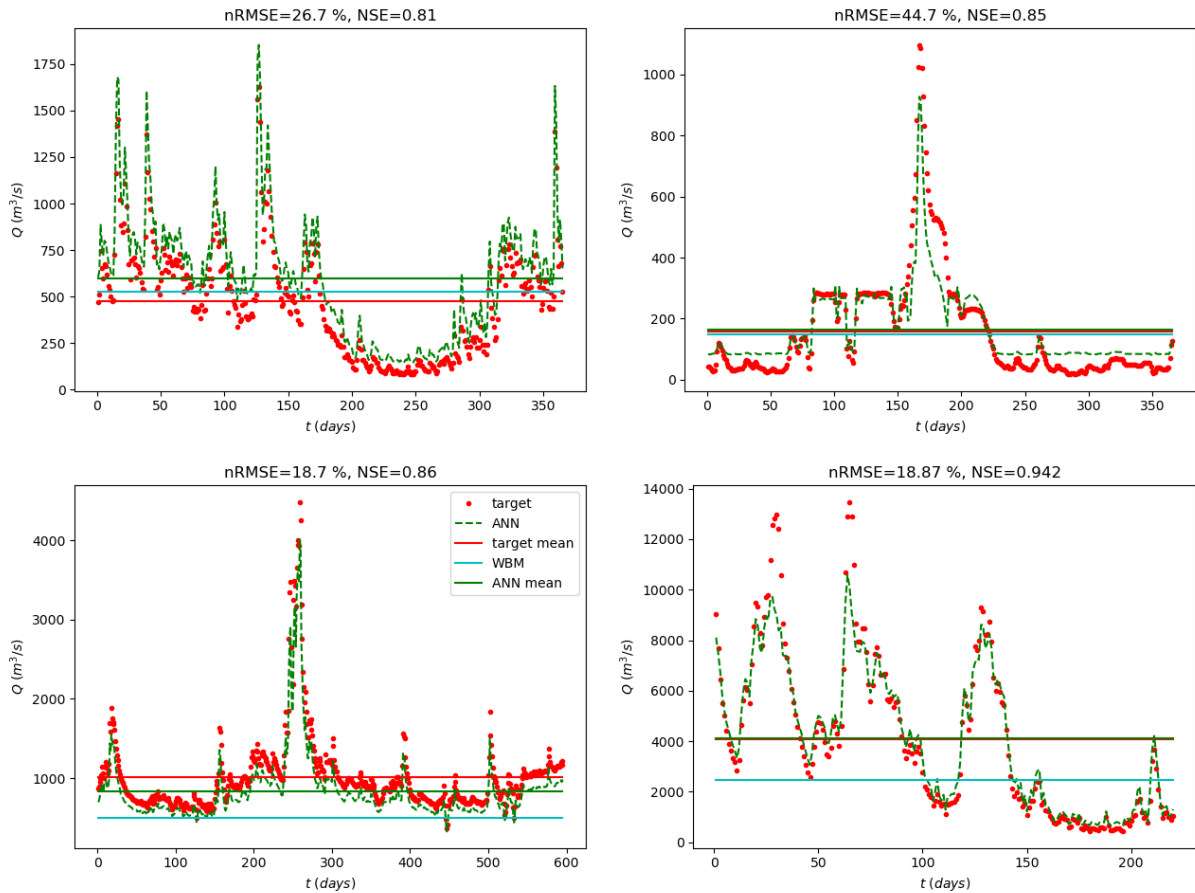 nRMSE=26.7 %, NSE=0.81
Q (m³/s)
1750
1500
1250
1000
750
500
250
0
0 50 100 150 200 250 300 350
t (days)
nRMSE=44.7 %, NSE=0.85
Q (m³/s)
1000
800
600
400
200
0
0 50 100 150 200 250 300 350
t (days)
nRMSE=18.7 %, NSE=0.86
target
ANN
target mean
WBM
ANN mean
Q (m³/s)
4000
3000
2000
1000
0 100 200 300 400 500 600
t (days)
nRMSE=18.87 %, NSE=0.942
Q (m³/s)
14000
12000
10000
8000
6000
4000
2000
0
0 50 100 150 200
t (days)